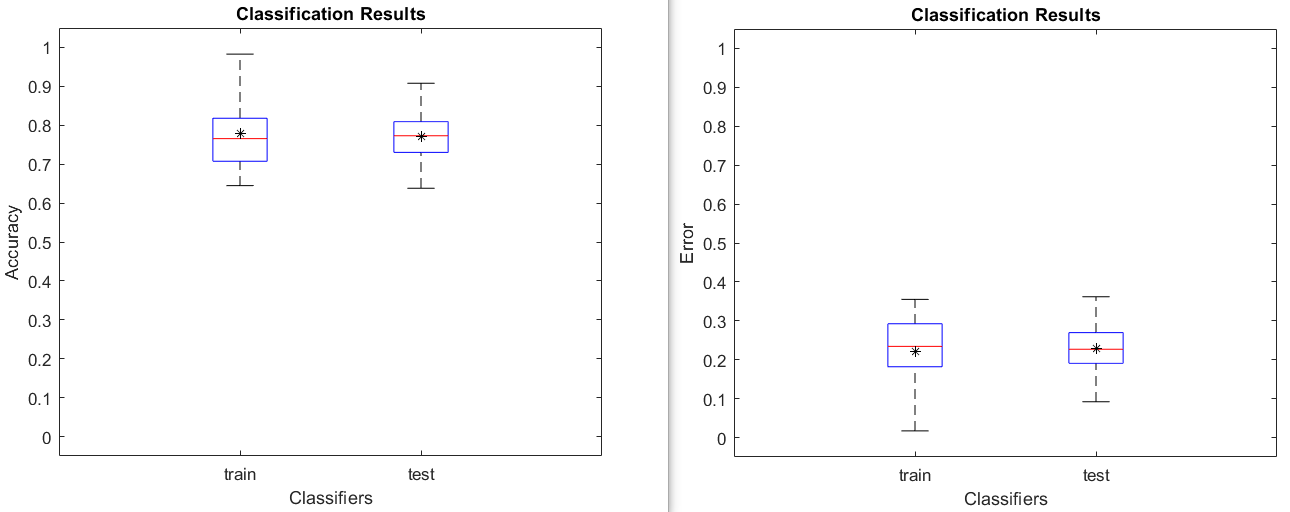 Classification Results
1
0.9
0.8
0.7
0.6
0.5
0.4
0.3
0.2
0.1
0
Accuracy
train test
Classifiers
Classification Results
1
0.9
0.8
0.7
0.6
0.5
0.4
0.3
0.2
0.1
0
Error
train test
Classifiers